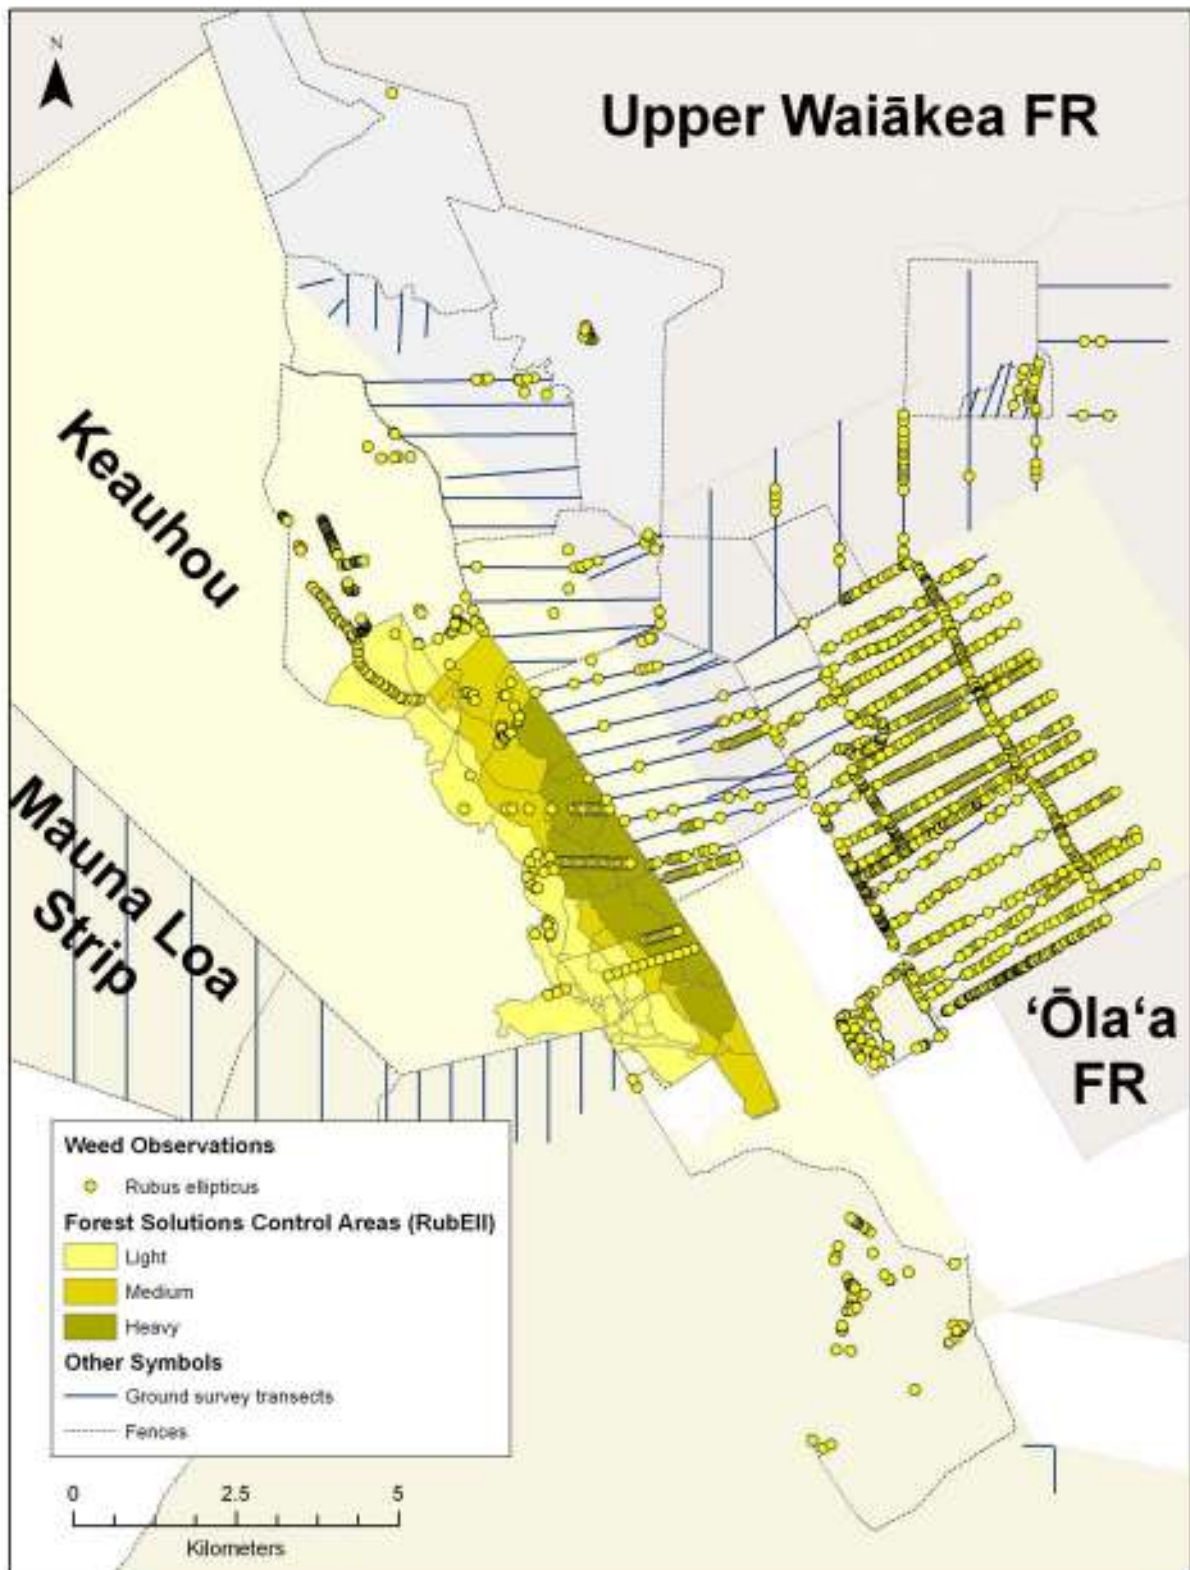 N
Upper Waiākea FR
Keauhou
Mauna Loa
Strip
‘Ōla‘a
FR
Weed Observations
Rubus ellipticus
Forest Solutions Control Areas (RubEll)
Light
Medium
Heavy
Other Symbols
Ground survey transects
Fences
0 2.5 5
Kilometers